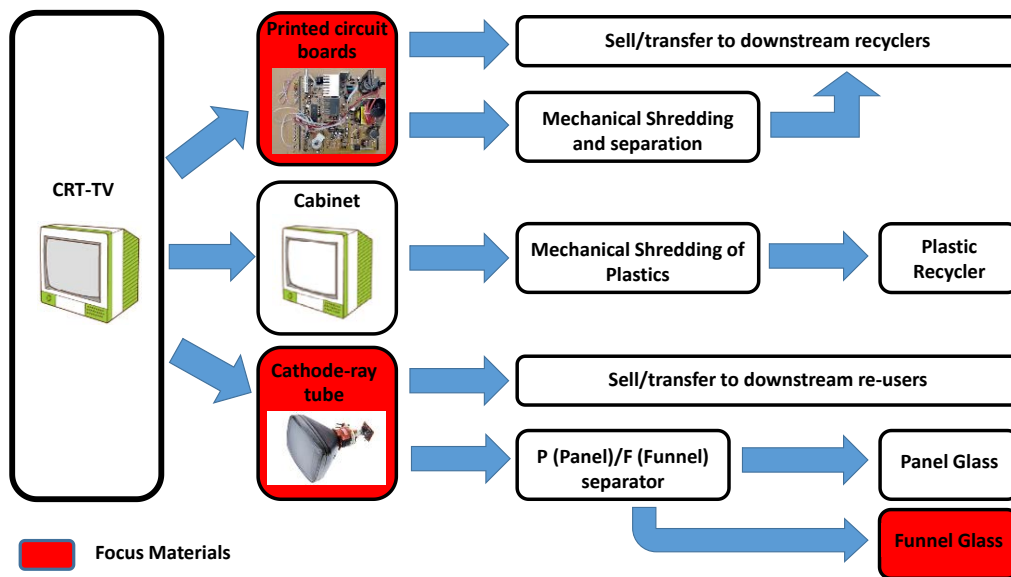 CRT-TV
Printed circuit
boards
Sell/transfer to downstream recyclers
Mechanical Shredding
and separation
Cabinet
Mechanical Shredding of
Plastics
Plastic
Recycler
Cathode-ray
tube
Sell/transfer to downstream re-users
P (Panel)/F (Funnel)
separator
Panel Glass
Funnel Glass
Focus Materials